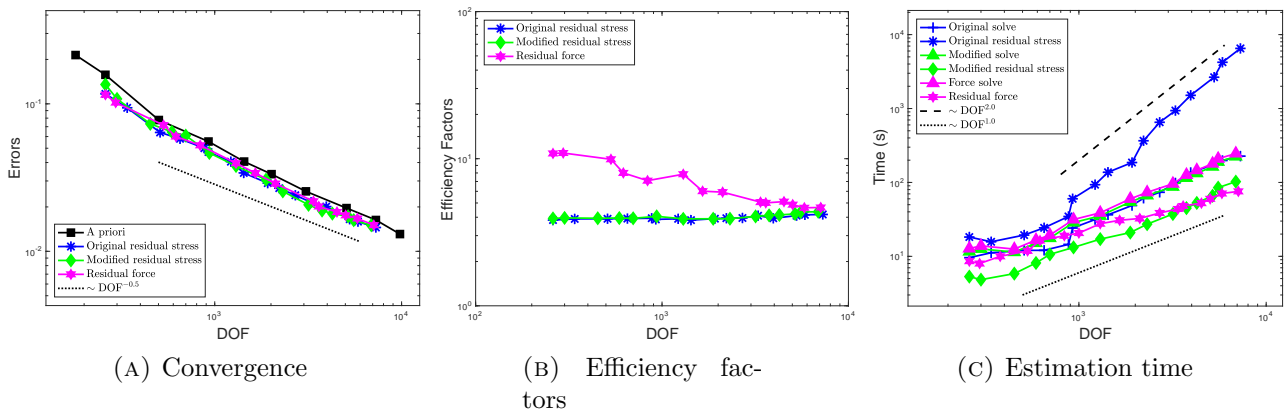 Errors
10^{-1}
10^{-2}
A priori
Original residual stress
Modified residual stress
Residual force
~ DOF^{-0.5}
10^3
10^4
DOF
(A) Convergence
Efficiency Factors
10^2
10^1
10^0
Original residual stress
Modified residual stress
Residual force
10^2
10^3
10^4
DOF
(B) Efficiency fac-
tors
Time (s)
10^4
10^3
10^2
10^1
Original solve
Original residual stress
Modified solve
Modified residual stress
Force solve
Residual force
~ DOF^{2.0}
~ DOF^{1.0}
10^3
10^4
DOF
(C) Estimation time